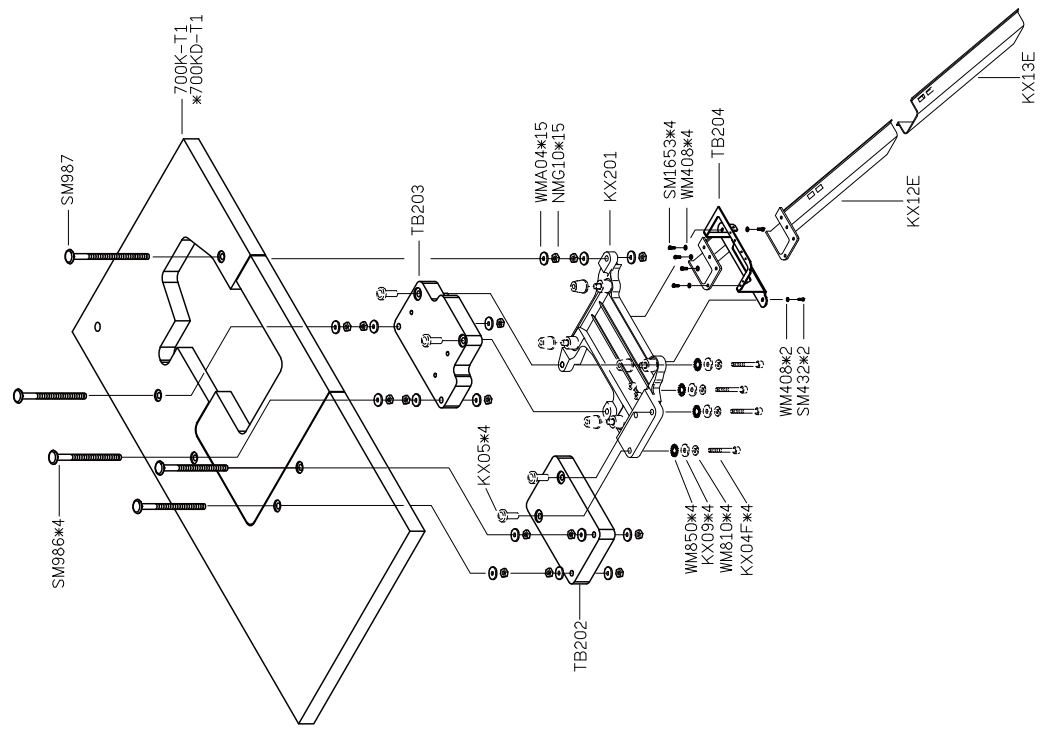 700K-T1
*700KD-T1
SM987
TB203
WMA04*15
NMG10*15
KX201
SM1653*4
WM408*4
TB204
KX13E
KX12E
WM408*2
SM432*2
KX05*4
SM986*4
WM850*4
KX09*4
WM810*4
KX04F*4
TB202